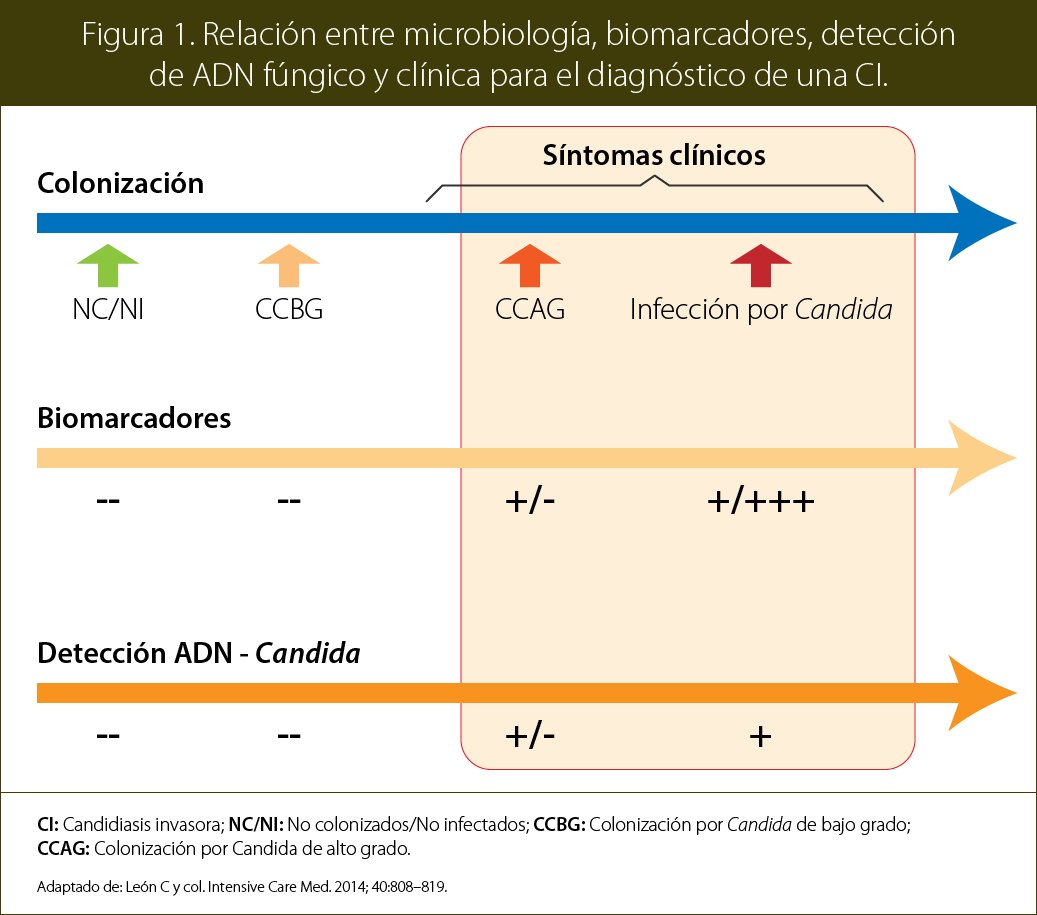 Figura 1. Relación entre microbiología, biomarcadores, detección
de ADN fúngico y clínica para el diagnóstico de una CI.
Síntomas clínicos
Colonización
NC/NI
CCBG
CCAG
Infección por Candida
Biomarcadores
--
--
+/-
+/+++
Detección ADN - Candida
--
--
+/-
+
CI: Candidiasis invasora; NC/NI: No colonizados/No infectados; CCBG: Colonización por Candida de bajo grado;
CCAG: Colonización por Candida de alto grado.
Adaptado de: León C y col. Intensive Care Med. 2014; 40:808–819.